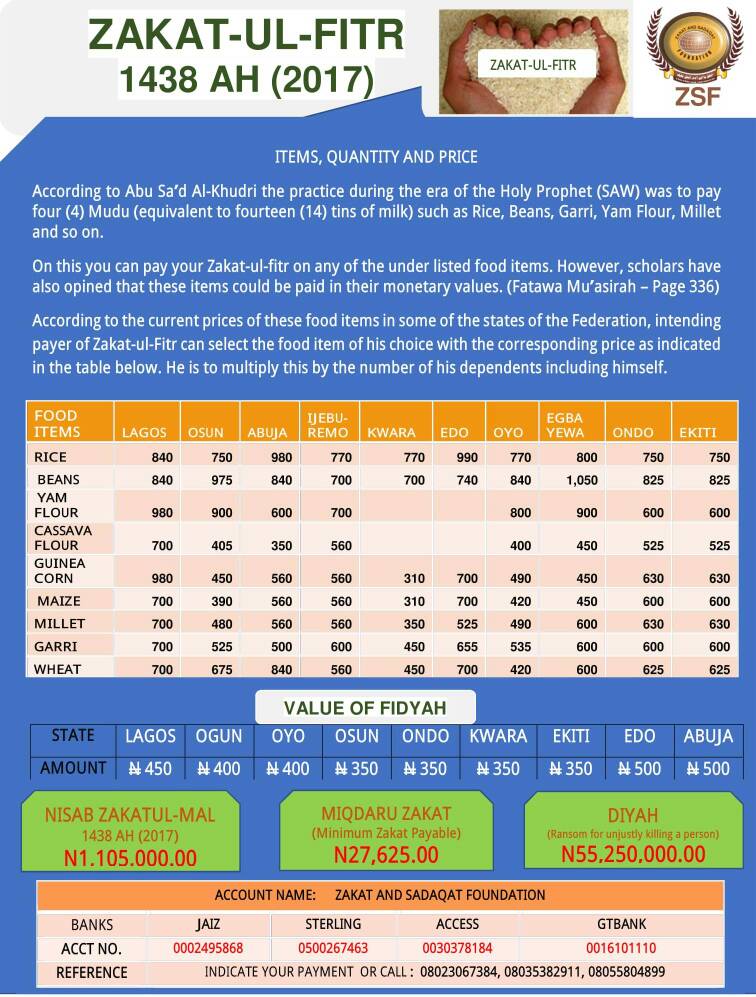 ZAKAT-UL-FITR
1438 AH (2017)
ZAKAT-UL-FITR
ZAKAT AND SADAQAT
FOUNDATION
ZSF
ITEMS, QUANTITY AND PRICE
According to Abu Sa’d Al-Khudri the practice during the era of the Holy Prophet (SAW) was to pay
four (4) Mudu (equivalent to fourteen (14) tins of milk) such as Rice, Beans, Garri, Yam Flour, Millet
and so on.
On this you can pay your Zakat-ul-fitr on any of the under listed food items. However, scholars have
also opined that these items could be paid in their monetary values. (Fatawa Mu’asirah – Page 336)
According to the current prices of these food items in some of the states of the Federation, intending
payer of Zakat-ul-Fitr can select the food item of his choice with the corresponding price as indicated
in the table below. He is to multiply this by the number of his dependents including himself.
FOOD ITEMS LAGOS OSUN ABUJA IJEBU-REMO KWARA EDO OYO EGBA YEWA ONDO EKITI
RICE 840 750 980 770 770 990 770 800 750 750
BEANS 840 975 840 700 700 740 840 1,050 825 825
YAM FLOUR 980 900 600 700 800 900 600 600
CASSAVA FLOUR 700 405 350 560 400 450 525 525
GUINEA CORN 980 450 560 560 310 700 490 450 630 630
MAIZE 700 390 560 560 310 700 420 450 600 600
MILLET 700 480 560 560 350 525 490 600 630 630
GARRI 700 525 500 600 450 655 535 600 600 600
WHEAT 700 675 840 560 450 700 420 600 625 625
VALUE OF FIDYAH
STATE LAGOS OGUN OYO OSUN ONDO KWARA EKITI EDO ABUJA
AMOUNT ₦ 450 ₦ 400 ₦ 400 ₦ 350 ₦ 350 ₦ 350 ₦ 350 ₦ 500 ₦ 500
NISAB ZAKATUL-MAL
1438 AH (2017)
N1.105.000.00
MIQDARU ZAKAT
(Minimum Zakat Payable)
N27,625.00
DIYAH
(Ransom for unjustly killing a person)
N55,250,000.00
ACCOUNT NAME: ZAKAT AND SADAQAT FOUNDATION
BANKS JAIZ STERLING ACCESS GTBANK
ACCT NO. 0002495868 0500267463 0030378184 0016101110
REFERENCE INDICATE YOUR PAYMENT OR CALL : 08023067384, 08035382911, 08055804899